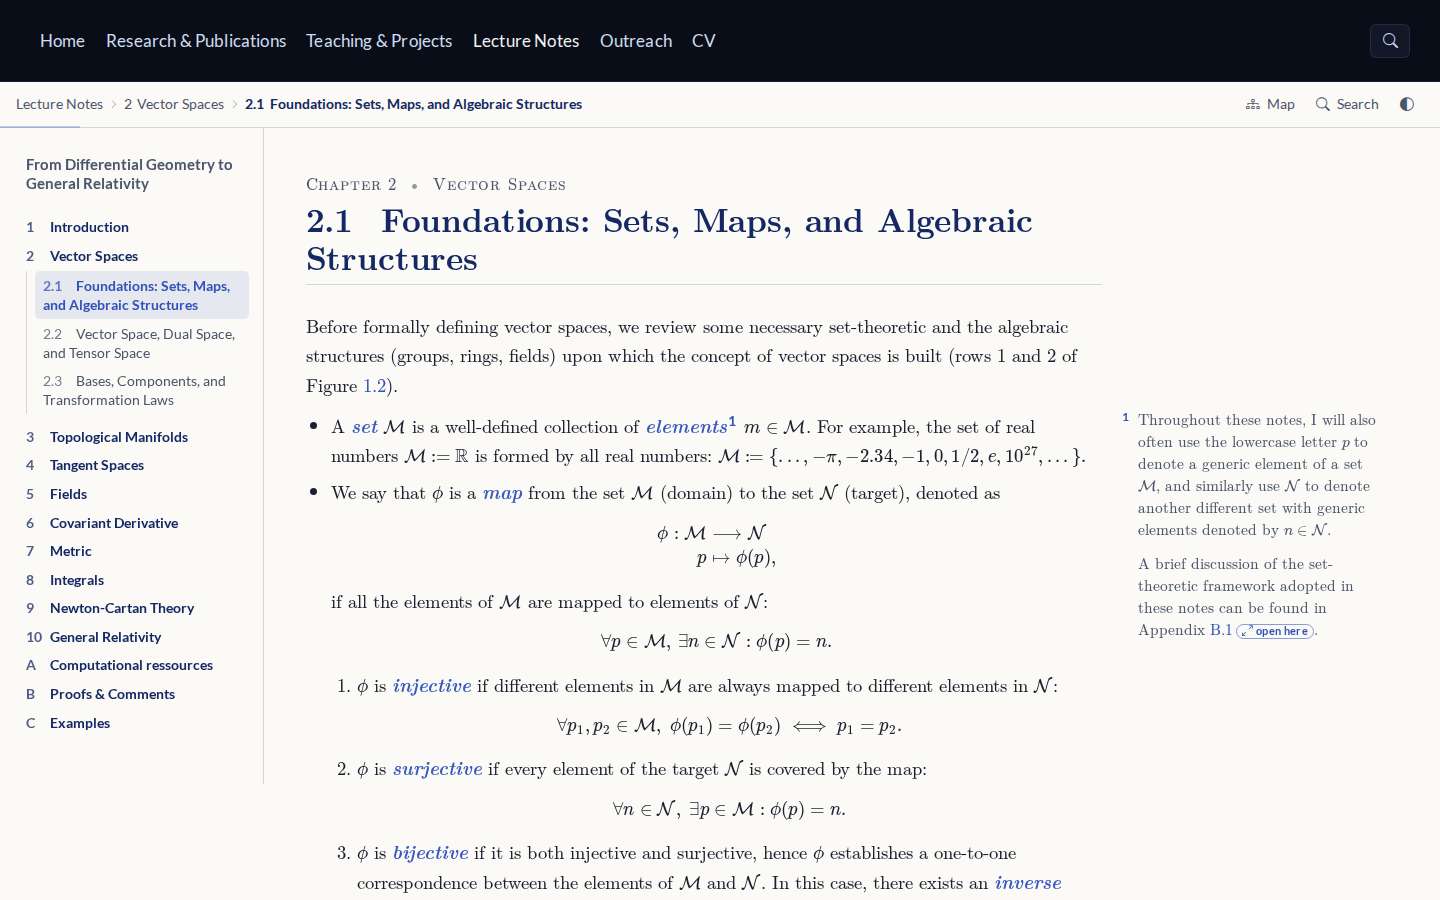 Home Research & Publications Teaching & Projects Lecture Notes Outreach CV
Lecture Notes > 2 Vector Spaces > 2.1 Foundations: Sets, Maps, and Algebraic Structures
Map Search
From Differential Geometry to
General Relativity
1 Introduction
2 Vector Spaces
2.1 Foundations: Sets, Maps,
and Algebraic Structures
2.2 Vector Space, Dual Space,
and Tensor Space
2.3 Bases, Components, and
Transformation Laws
3 Topological Manifolds
4 Tangent Spaces
5 Fields
6 Covariant Derivative
7 Metric
8 Integrals
9 Newton-Cartan Theory
10 General Relativity
A Computational ressources
B Proofs & Comments
C Examples
Chapter 2 • Vector Spaces
2.1 Foundations: Sets, Maps, and Algebraic
Structures
Before formally defining vector spaces, we review some necessary set-theoretic and the algebraic
structures (groups, rings, fields) upon which the concept of vector spaces is built (rows 1 and 2 of
Figure 1.2).
• A set ℳ is a well-defined collection of elements¹ m ∈ ℳ. For example, the set of real
numbers ℳ := ℝ is formed by all real numbers: ℳ := {…, −π, −2.34, −1, 0, 1/2, e, 10²⁷, …}.
• We say that ϕ is a map from the set ℳ (domain) to the set 𝒩 (target), denoted as
ϕ : ℳ ⟶ 𝒩
p ↦ ϕ(p),
if all the elements of ℳ are mapped to elements of 𝒩:
∀p ∈ ℳ, ∃n ∈ 𝒩 : ϕ(p) = n.
1. ϕ is injective if different elements in ℳ are always mapped to different elements in 𝒩:
∀p₁, p₂ ∈ ℳ, ϕ(p₁) = ϕ(p₂) ⟺ p₁ = p₂.
2. ϕ is surjective if every element of the target 𝒩 is covered by the map:
∀n ∈ 𝒩, ∃p ∈ ℳ : ϕ(p) = n.
3. ϕ is bijective if it is both injective and surjective, hence ϕ establishes a one-to-one
correspondence between the elements of ℳ and 𝒩. In this case, there exists an inverse
1 Throughout these notes, I will also
often use the lowercase letter p to
denote a generic element of a set
ℳ, and similarly use 𝒩 to denote
another different set with generic
elements denoted by n ∈ 𝒩.
A brief discussion of the set-
theoretic framework adopted in
these notes can be found in
Appendix B.1 open here.